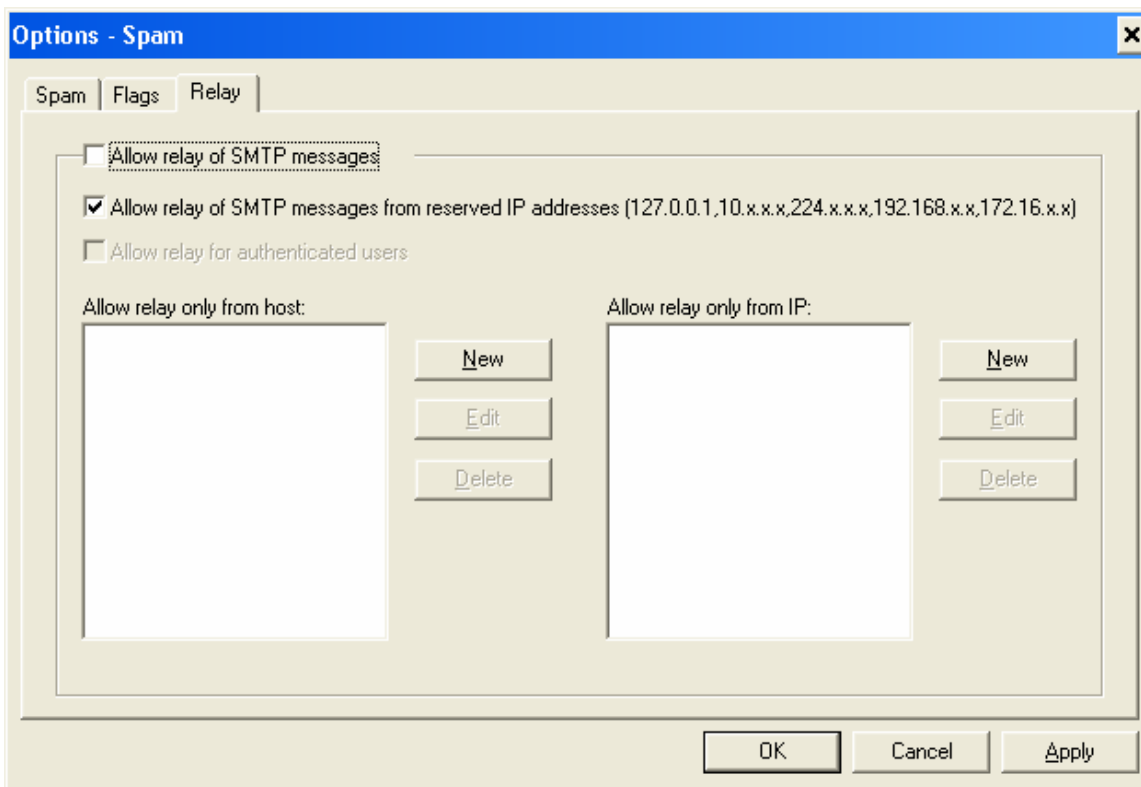 Options - Spam
Spam Flags Relay
Allow relay of SMTP messages
Allow relay of SMTP messages from reserved IP addresses (127.0.0.1,10.x.x.x,224.x.x.x,192.168.x.x,172.16.x.x)
Allow relay for authenticated users
Allow relay only from host: Allow relay only from IP:
New New
Edit Edit
Delete Delete
OK Cancel Apply